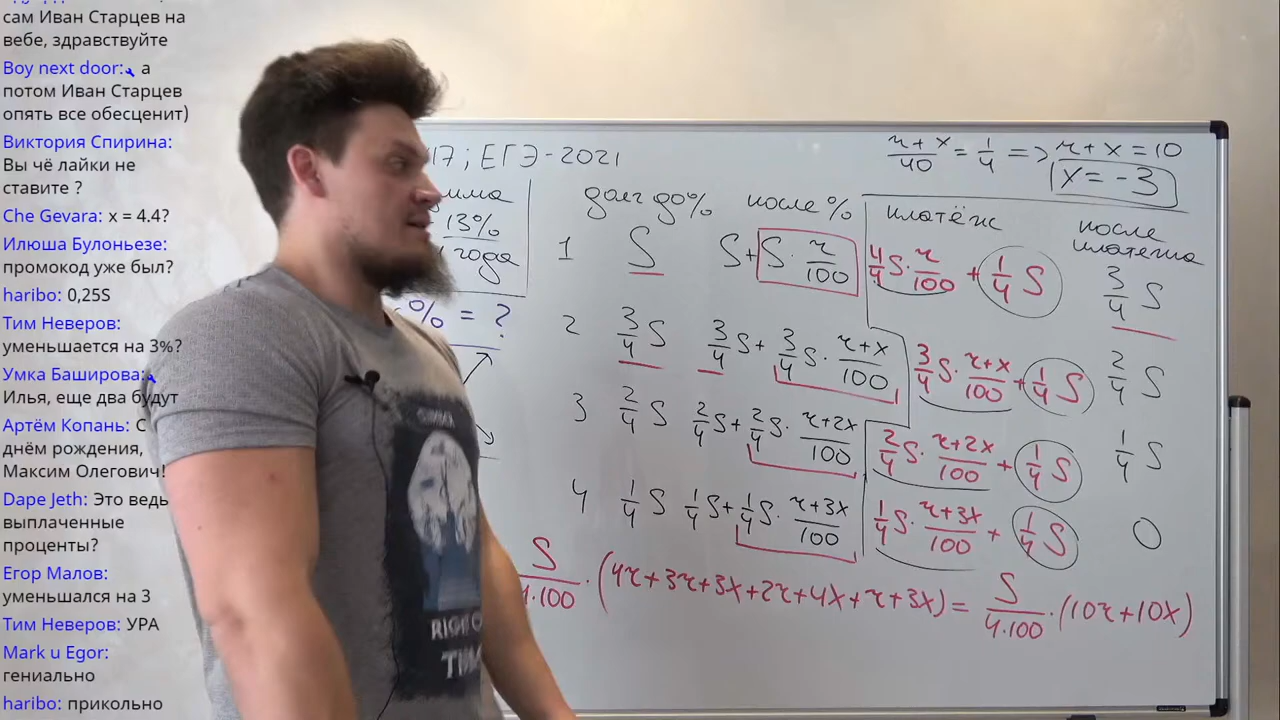 сам Иван Старцев на
вебе, здравствуйте
Boy next door: а
потом Иван Старцев
опять все обесценит)
Виктория Спирина:
Вы чё лайки не
ставите ?
Che Gevara: x = 4.4?
Илюша Булоньезе:
промокод уже был?
haribo: 0,25S
Тим Неверов:
уменьшается на 3%?
Умка Баширова:
Илья, еще два будут
Артём Копань: С
днём рождения,
Максим Олегович!
Dape Jeth: Это ведь
выплаченные
проценты?
Егор Малов:
уменьшался на 3
Тим Неверов: УРА
Mark u Egor:
гениально
haribo: прикольно
17; ЕГЭ-2021
13%
года
% = ?
(r+x)/40 = 1/4 => r+x=10
x = -3
долг до % после % платёж после платежа
1 S S+S·r/100 4/4 S·r/100 + 1/4 S 3/4 S
2 3/4 S 3/4 S+3/4 S·(r+x)/100 3/4 S·(r+x)/100+1/4 S 2/4 S
3 2/4 S 2/4 S+2/4 S·(r+2x)/100 2/4 S·(r+2x)/100+1/4 S 1/4 S
4 1/4 S 1/4 S+1/4 S·(r+3x)/100 1/4 S·(r+3x)/100+1/4 S 0
S/4·100·(4r+3r+3x+2r+4x+r+3x)=S/4·100·(10r+10x)
RIG